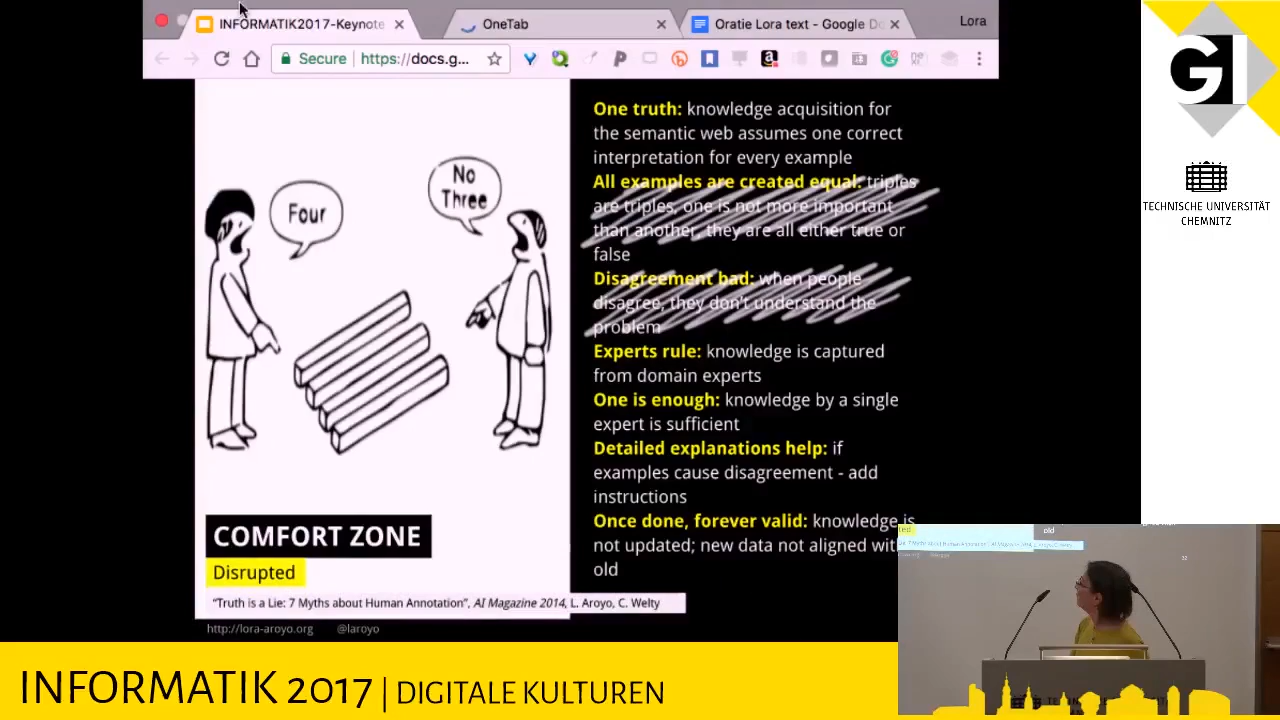 INFORMATIK2017-Keynote
OneTab
Oratie Lora text - Google D
Lora
Secure
https://docs.g...
One truth: knowledge acquisition for
the semantic web assumes one correct
interpretation for every example
All examples are created equal: triples
are triples, one is not more important
than another, they are all either true or
false
Disagreement bad: when people
disagree, they don't understand the
problem
Experts rule: knowledge is captured
from domain experts
One is enough: knowledge by a single
expert is sufficient
Detailed explanations help: if
examples cause disagreement - add
instructions
Once done, forever valid: knowledge is
not updated; new data not aligned with
old
Four
No
Three
COMFORT ZONE
Disrupted
"Truth is a Lie: 7 Myths about Human Annotation", AI Magazine 2014, L. Aroyo, C. Welty
http://lora-aroyo.org @laroyo
GI
TECHNISCHE UNIVERSITÄT
CHEMNITZ
old
INFORMATIK 2017 | DIGITALE KULTUREN